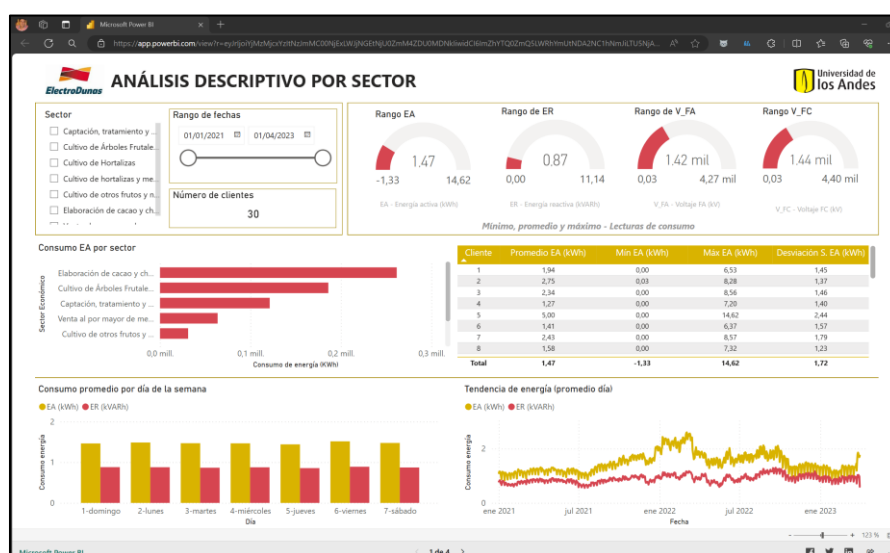 Microsoft Power BI
https://app.powerbi.com/view?r=
ElectroDunas
ANÁLISIS DESCRIPTIVO POR SECTOR
Universidad de
los Andes
Sector
Captación, tratamiento y ...
Cultivo de Árboles Frutale...
Cultivo de Hortalizas
Cultivo de hortalizas y me...
Cultivo de otros frutos y n...
Elaboración de cacao y ch...
Rango de fechas
01/01/2021 01/04/2023
Número de clientes
30
Rango EA
1.47
-1,33 14,62
EA - Energía activa (kWh)
Rango de ER
0.87
0,00 11,14
ER - Energía reactiva (kVARh)
Rango de V_FA
1.42 mil
0,03 4,27 mil
V_FA - Voltaje FA (kV)
Rango V_FC
1.44 mil
0,03 4,40 mil
V_FC - Voltaje FC (kV)
Mínimo, promedio y máximo - Lecturas de consumo
Consumo EA por sector
Sector Económico
Elaboración de cacao y ch...
Cultivo de Árboles Frutale...
Captación, tratamiento y ...
Venta al por mayor de me...
Cultivo de otros frutos y ...
0,0 mill. 0,1 mill. 0,2 mill. 0,3 mill.
Consumo de energía (KWh)
Cliente Promedio EA (kWh) Min EA (kWh) Máx EA (kWh) Desviación S. EA (kWh)
1 1,94 0,00 6,53 1,45
2 2,75 0,03 8,28 1,37
3 2,34 0,00 8,56 1,46
4 1,27 0,00 7,20 1,40
5 5,00 0,00 14,62 2,44
6 1,41 0,00 6,37 1,57
7 2,43 0,00 8,57 1,79
8 1,58 0,00 7,32 1,23
Total 1,47 -1,33 14,62 1,72
Consumo promedio por día de la semana
EA (kWh) ER (kVARh)
Consumo energía
2
1
0
1-domingo 2-lunes 3-martes 4-miércoles 5-jueves 6-viernes 7-sábado
Día
Tendencia de energía (promedio día)
EA (kWh) ER (kVARh)
Consumo energía
2
0
ene 2021 jul 2021 ene 2022 jul 2022 ene 2023
Fecha
- + 123 %
Microsoft Power BI
1 de 4